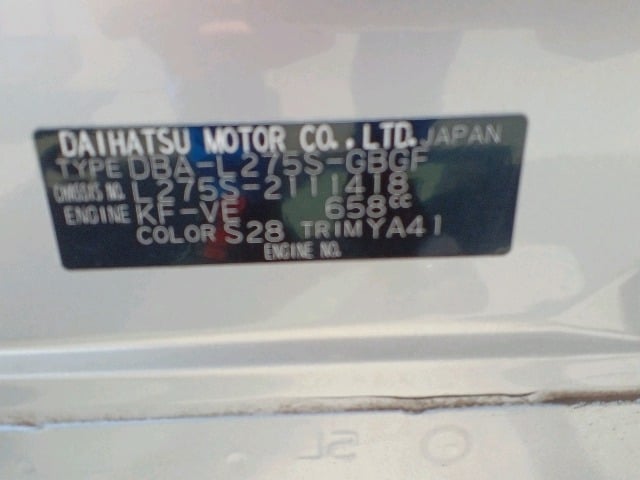 DAIHATSU MOTOR CO., LTD. JAPAN
TYPE DBA-L275S-GBGF
CHASSIS NO. L275S-2111418
ENGINE KF-VE 658cc
COLOR S28 TRIM YA41
ENGINE NO.